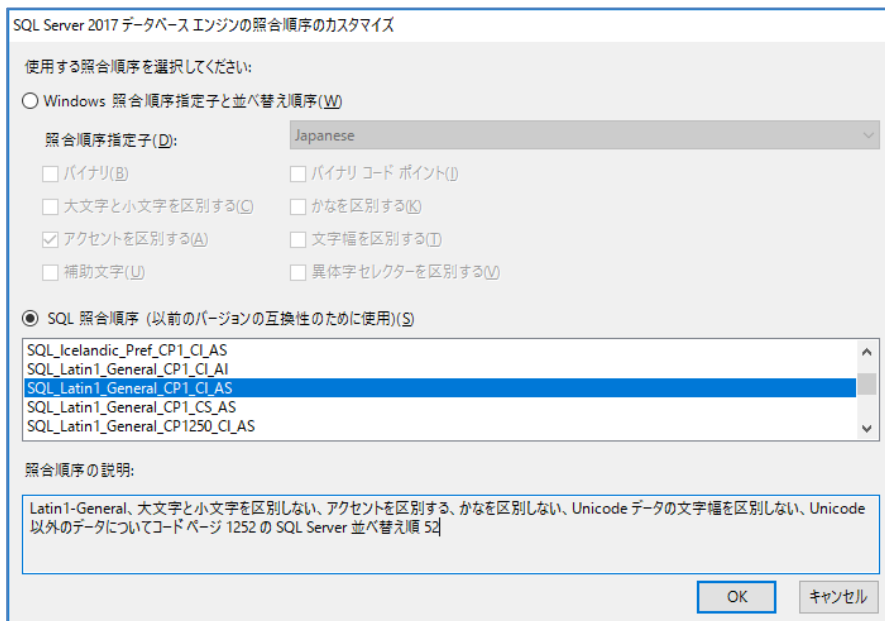 SQL Server 2017 データベース エンジンの照合順序のカスタマイズ
使用する照合順序を選択してください:
Windows 照合順序指定子と並べ替え順序(W)
照合順序指定子(D):
Japanese
バイナリ(B)
バイナリ コード ポイント(I)
大文字と小文字を区別する(C)
かなを区別する(K)
アクセントを区別する(A)
文字幅を区別する(T)
補助文字(U)
異体字セレクターを区別する(V)
SQL 照合順序 (以前のバージョンの互換性のために使用)(S)
SQL_Icelandic_Pref_CP1_CI_AS
SQL_Latin1_General_CP1_CI_AI
SQL_Latin1_General_CP1_CI_AS
SQL_Latin1_General_CP1_CS_AS
SQL_Latin1_General_CP1250_CI_AS
照合順序の説明:
Latin1-General、大文字と小文字を区別しない、アクセントを区別する、かなを区別しない、Unicode データの文字幅を区別しない、Unicode
以外のデータについてコード ページ 1252 の SQL Server 並べ替え順 52
OK
キャンセル